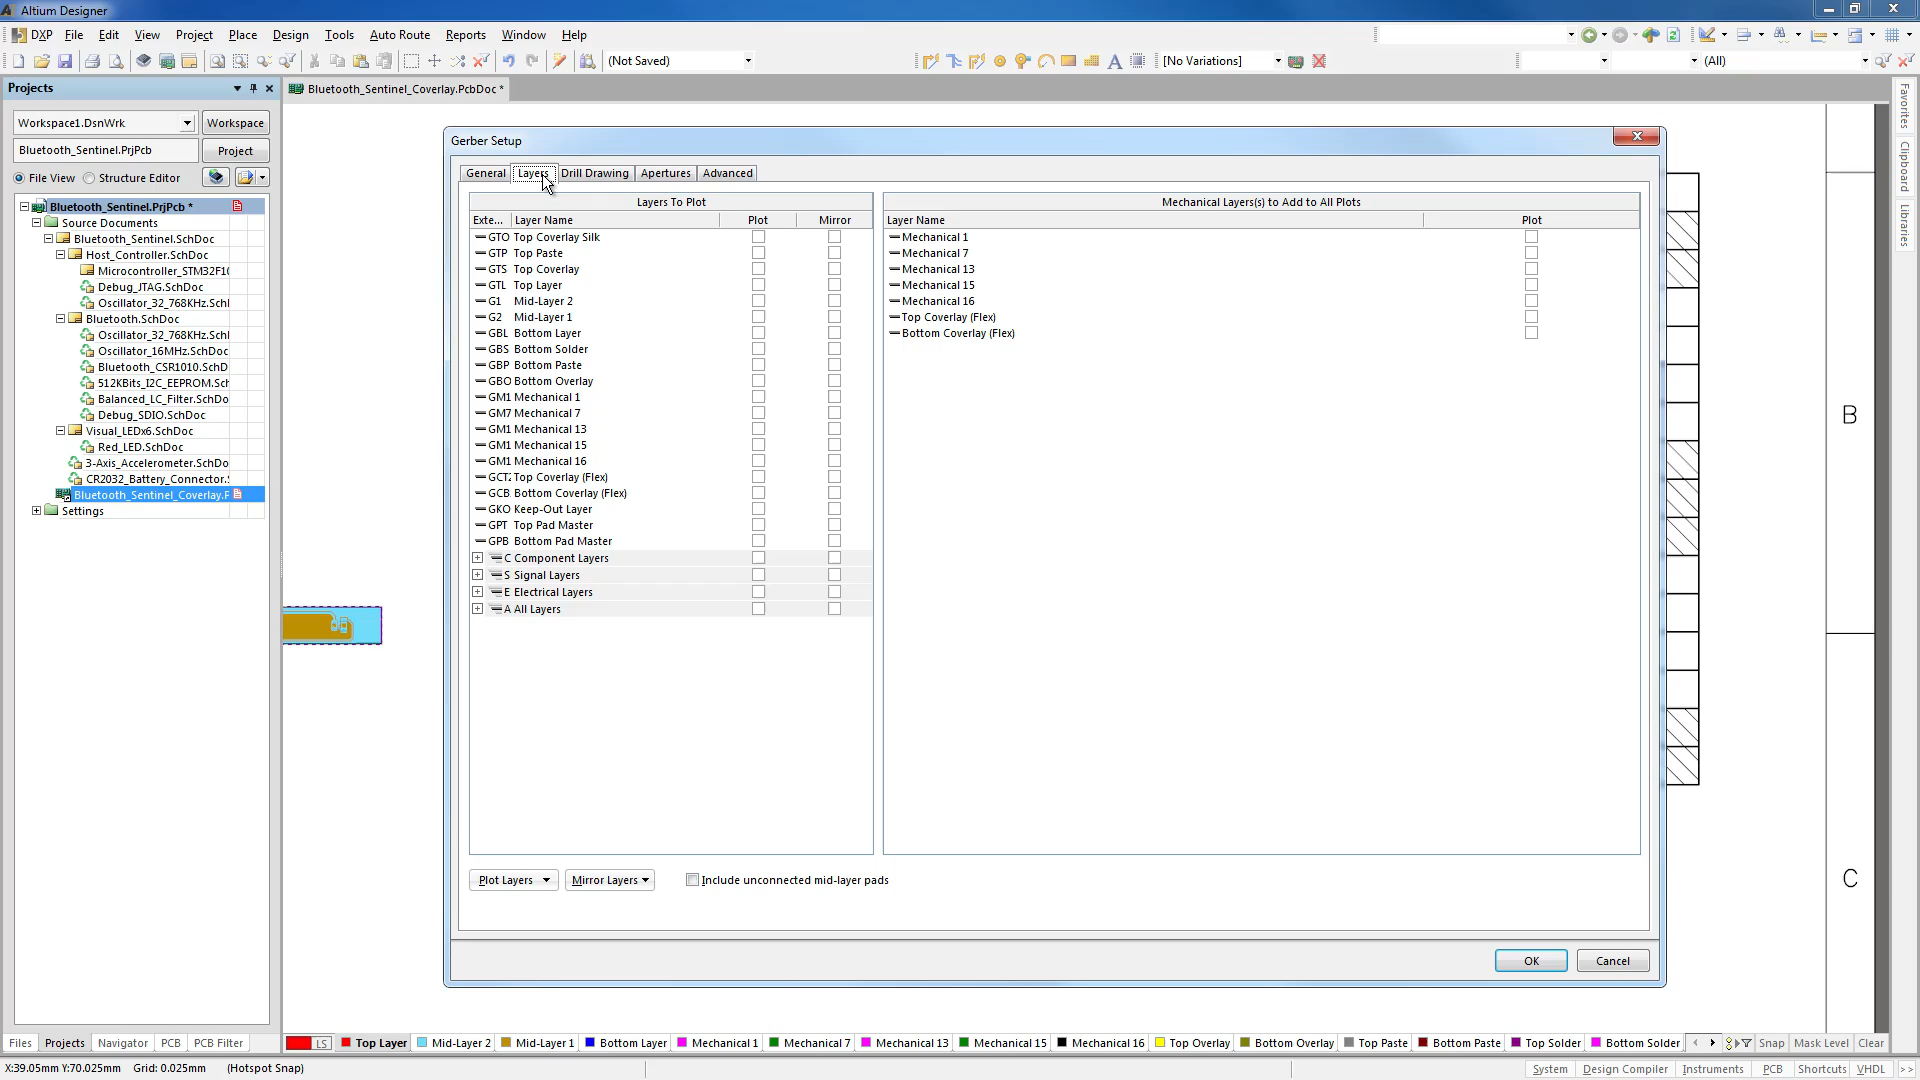 Altium Designer
DXP File Edit View Project Place Design Tools Auto Route Reports Window Help
(Not Saved) [No Variations] (All)
Projects
Bluetooth_Sentinel_Coverlay.PcbDoc *
Workspace1.DsnWrk Workspace
Bluetooth_Sentinel.PrjPcb Project
File View Structure Editor
Bluetooth_Sentinel.PrjPcb *
Source Documents
Bluetooth_Sentinel.SchDoc
Host_Controller.SchDoc
Microcontroller_STM32F1
Debug_JTAG.SchDoc
Oscillator_32_768KHz.Schl
Bluetooth.SchDoc
Oscillator_32_768KHz.Schl
Oscillator_16MHz.SchDoc
Bluetooth_CSR1010.SchD
512KBits_I2C_EEPROM.Sch
Balanced_LC_Filter.SchDo
Debug_SDIO.SchDoc
Visual_LEDx6.SchDoc
Red_LED.SchDoc
3-Axis_Accelerometer.SchDo
CR2032_Battery_Connector.
Bluetooth_Sentinel_Coverlay.F
Settings
Gerber Setup
General Layers Drill Drawing Apertures Advanced
Layers To Plot
Exte... Layer Name Plot Mirror
GTO Top Coverlay Silk
GTP Top Paste
GTS Top Coverlay
GTL Top Layer
G1 Mid-Layer 2
G2 Mid-Layer 1
GBL Bottom Layer
GBS Bottom Solder
GBP Bottom Paste
GBO Bottom Overlay
GM1 Mechanical 1
GM7 Mechanical 7
GM1 Mechanical 13
GM1 Mechanical 15
GM1 Mechanical 16
GCT Top Coverlay (Flex)
GCB Bottom Coverlay (Flex)
GKO Keep-Out Layer
GPT Top Pad Master
GPB Bottom Pad Master
C Component Layers
S Signal Layers
E Electrical Layers
A All Layers
Mechanical Layers(s) to Add to All Plots
Layer Name Plot
Mechanical 1
Mechanical 7
Mechanical 13
Mechanical 15
Mechanical 16
Top Coverlay (Flex)
Bottom Coverlay (Flex)
Plot Layers Mirror Layers Include unconnected mid-layer pads
OK Cancel
B
C
Favorites
Clipboard
Libraries
Files Projects Navigator PCB PCB Filter
LS Top Layer Mid-Layer 2 Mid-Layer 1 Bottom Layer Mechanical 1 Mechanical 7 Mechanical 13 Mechanical 15 Mechanical 16 Top Overlay Bottom Overlay Top Paste Bottom Paste Top Solder Bottom Solder Snap Mask Level Clear
X:39.05mm Y:70.025mm Grid: 0.025mm (Hotspot Snap)
System Design Compiler Instruments PCB Shortcuts VHDL >>